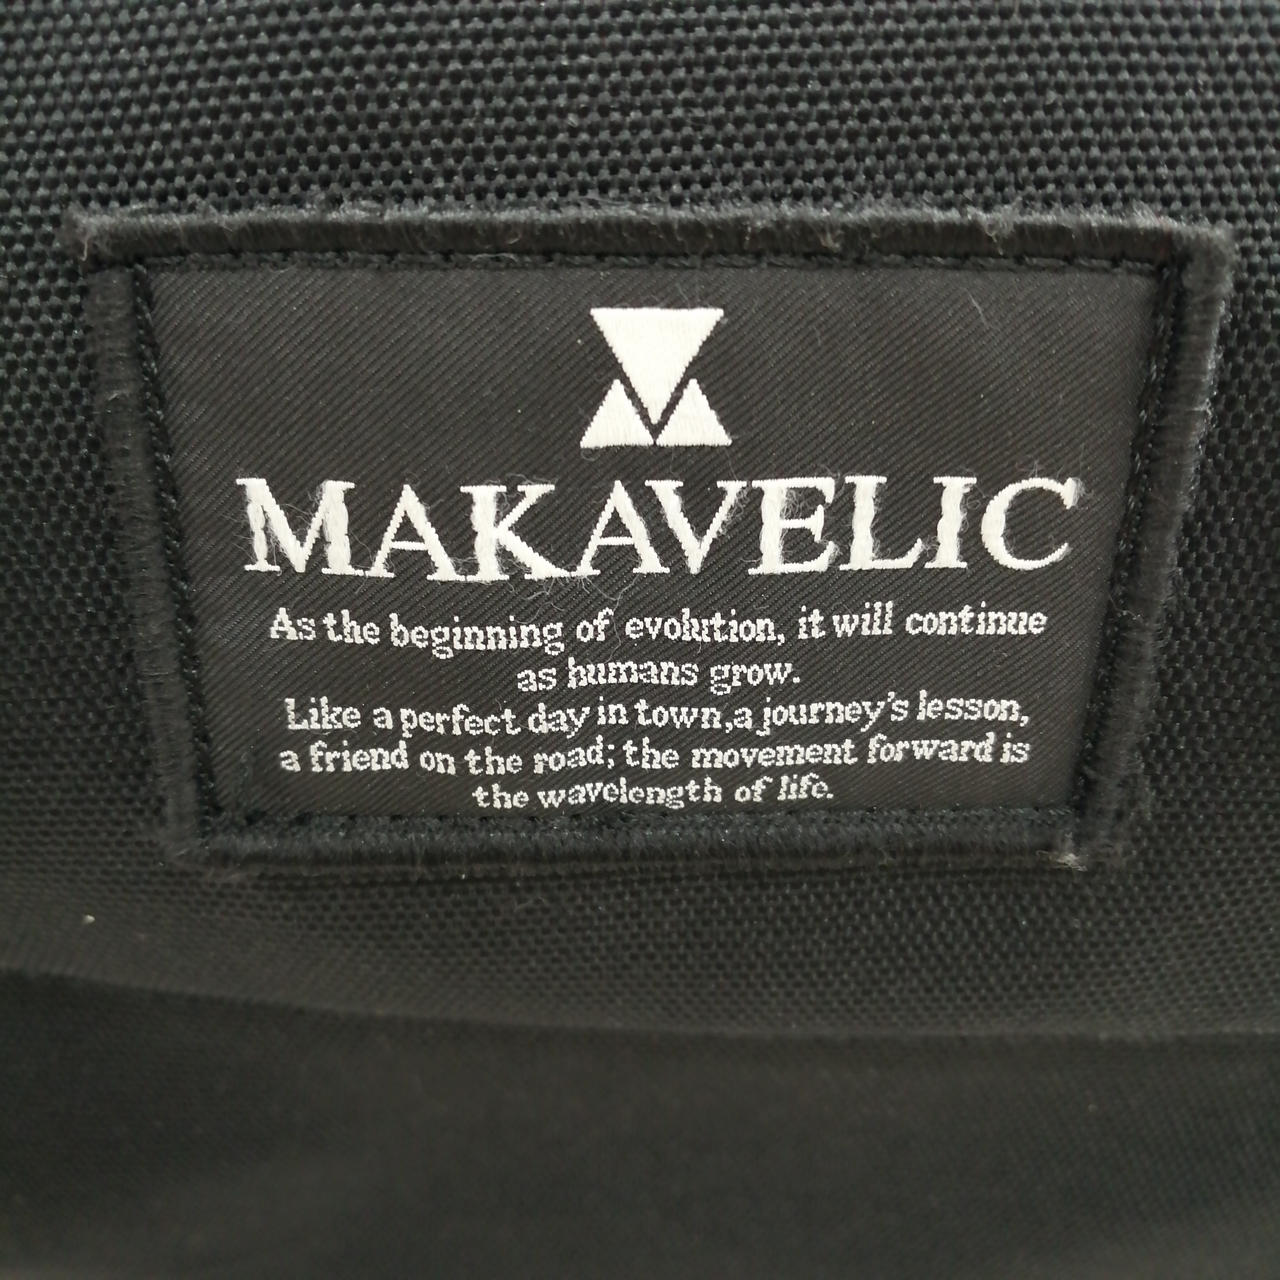 MAKAVELIC
As the beginning of evolution, it will continue
as humans grow.
Like a perfect day in town,a journey's lesson,
a friend on the road; the movement forward is
the wavelength of life.